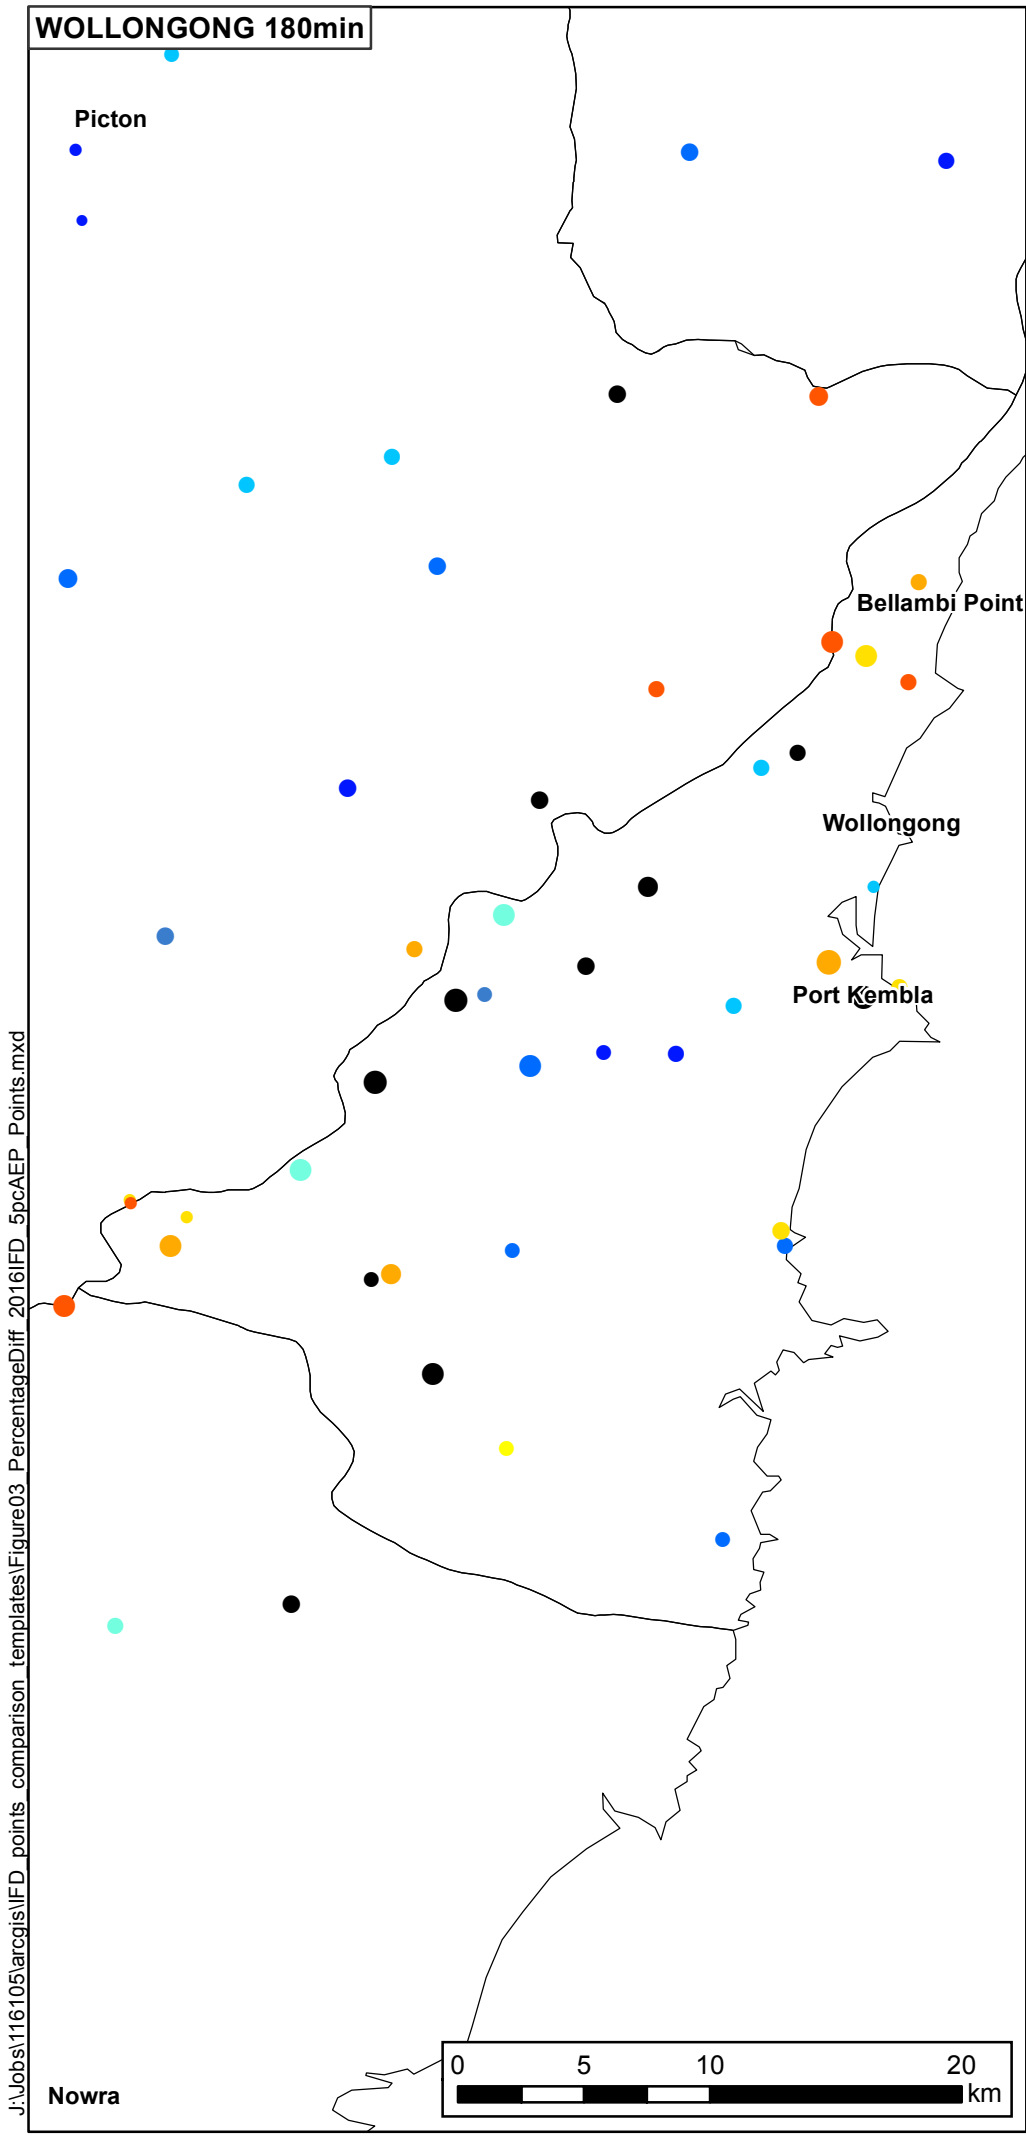 WOLLONGONG 180min
Picton
Bellambi Point
Wollongong
Port Kembla
Nowra
0 5 10 20
km
J:\Jobs\116105\arcgis\IFD_points_comparison_templates\Figure03_PercentageDiff_2016IFD_5pcAEP_Points.mxd